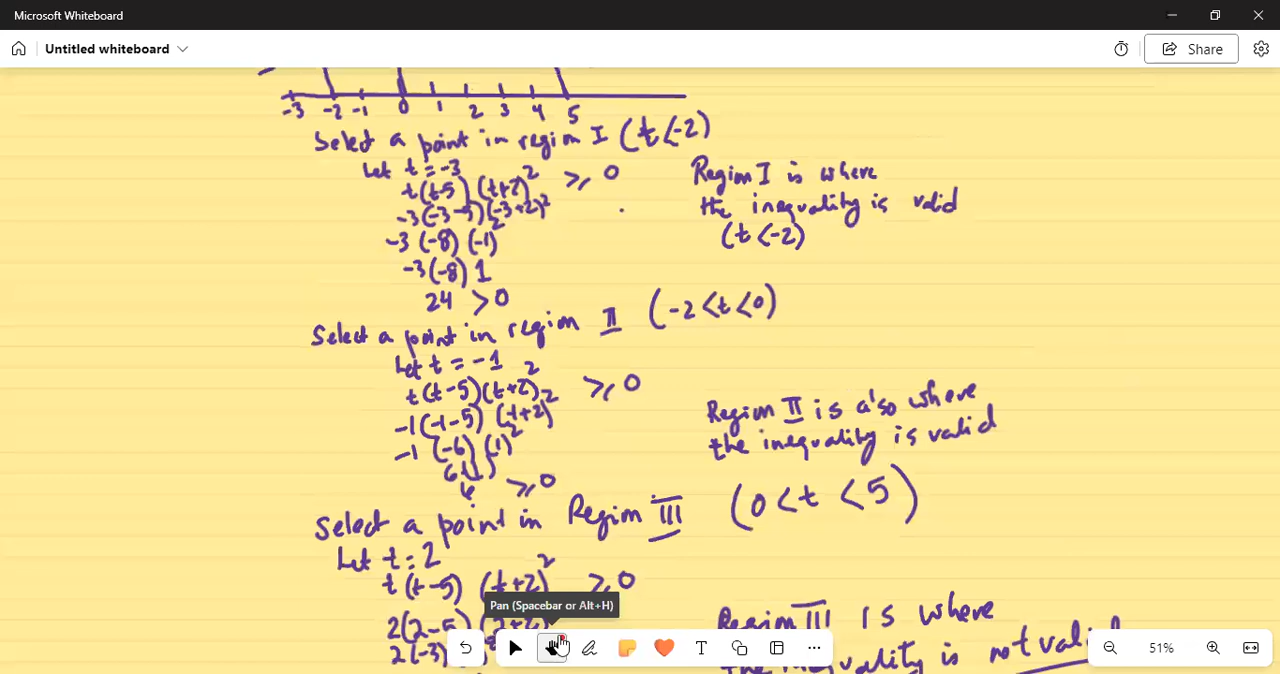 Microsoft Whiteboard
Untitled whiteboard
Share
-3 -2 -1 0 1 2 3 4 5
Select a point in region I (t < -2)
Let t = -3
t(t-5)(t+2)² ⩾ 0
-3(-3-5)(-3+2)²
-3(-8)(-1)²
-3(-8) 1
24 > 0
Region I is where
the inequality is valid
(t < -2)
Select a point in region II (-2 < t < 0)
Let t = -1
t(t-5)(t+2)² ⩾ 0
-1(-1-5)(-1+2)²
-1(-6)(1)²
6(1)
6 ⩾ 0
Region II is also where
the inequality is valid
Select a point in Region III (0 < t < 5)
Let t = 2
t(t-5)(t+2)² ⩾ 0
2(2-5)(2+2)
2(-3)
Region III is where
the inequality is not valid
Pan (Spacebar or Alt+H)
51%